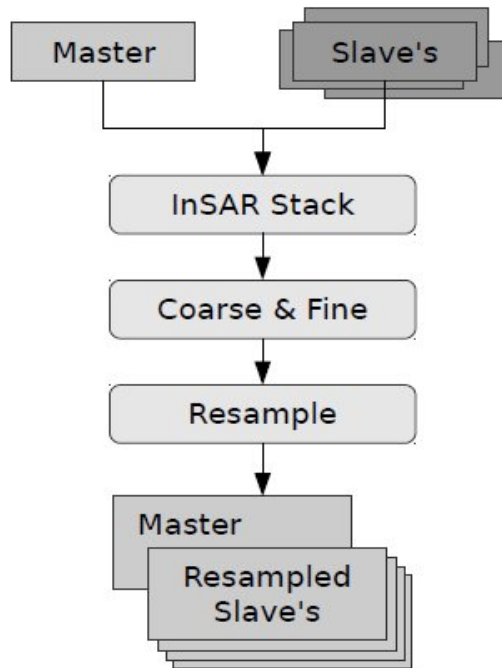 Master
Slave's
InSAR Stack
Coarse & Fine
Resample
Master
Resampled
Slave's